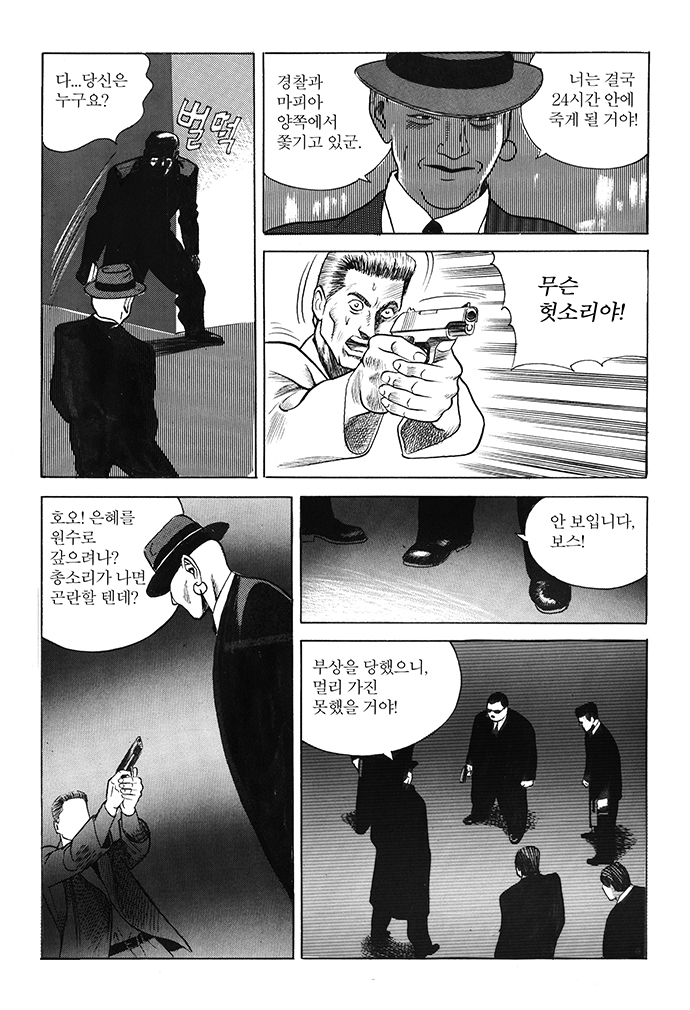 다...당신은
누구요?
벌떡
경찰과
마피아
양쪽에서
쫓기고 있군.
너는 결국
24시간 안에
죽게 될 거야!
무슨
헛소리야!
호오! 은혜를
원수로
갚으려나?
총소리가 나면
곤란할 텐데?
안 보입니다,
보스!
부상을 당했으니,
멀리 가진
못했을 거야!